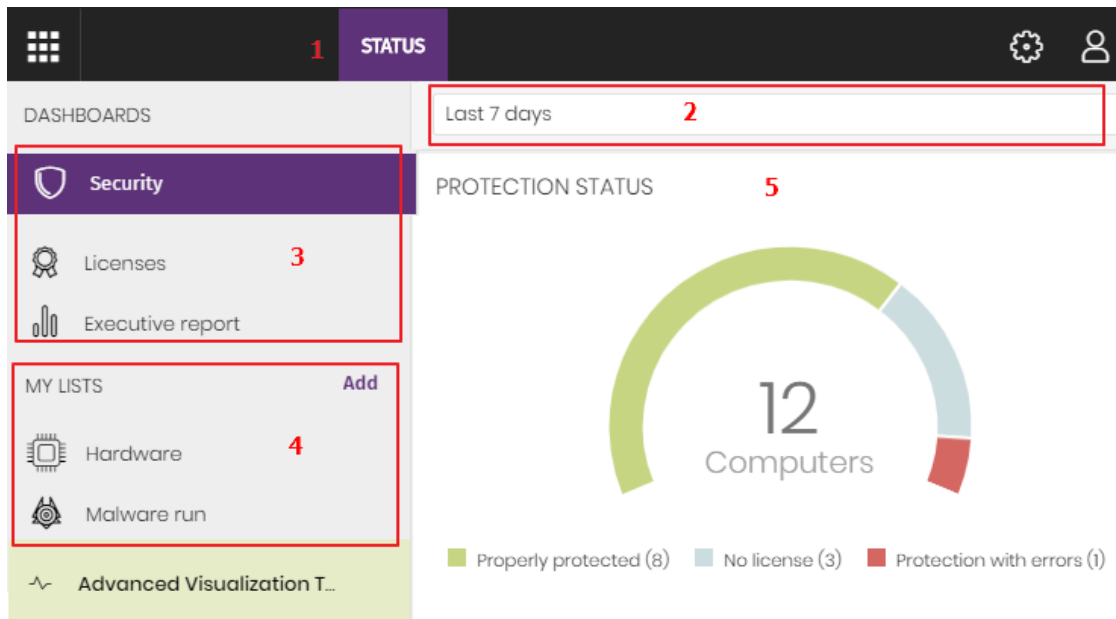 1 STATUS
DASHBOARDS
Last 7 days 2
Security
PROTECTION STATUS 5
Licenses 3
Executive report
MY LISTS Add
12
Hardware 4
Computers
Malware run
Properly protected (8) No license (3) Protection with errors (1)
Advanced Visualization T...